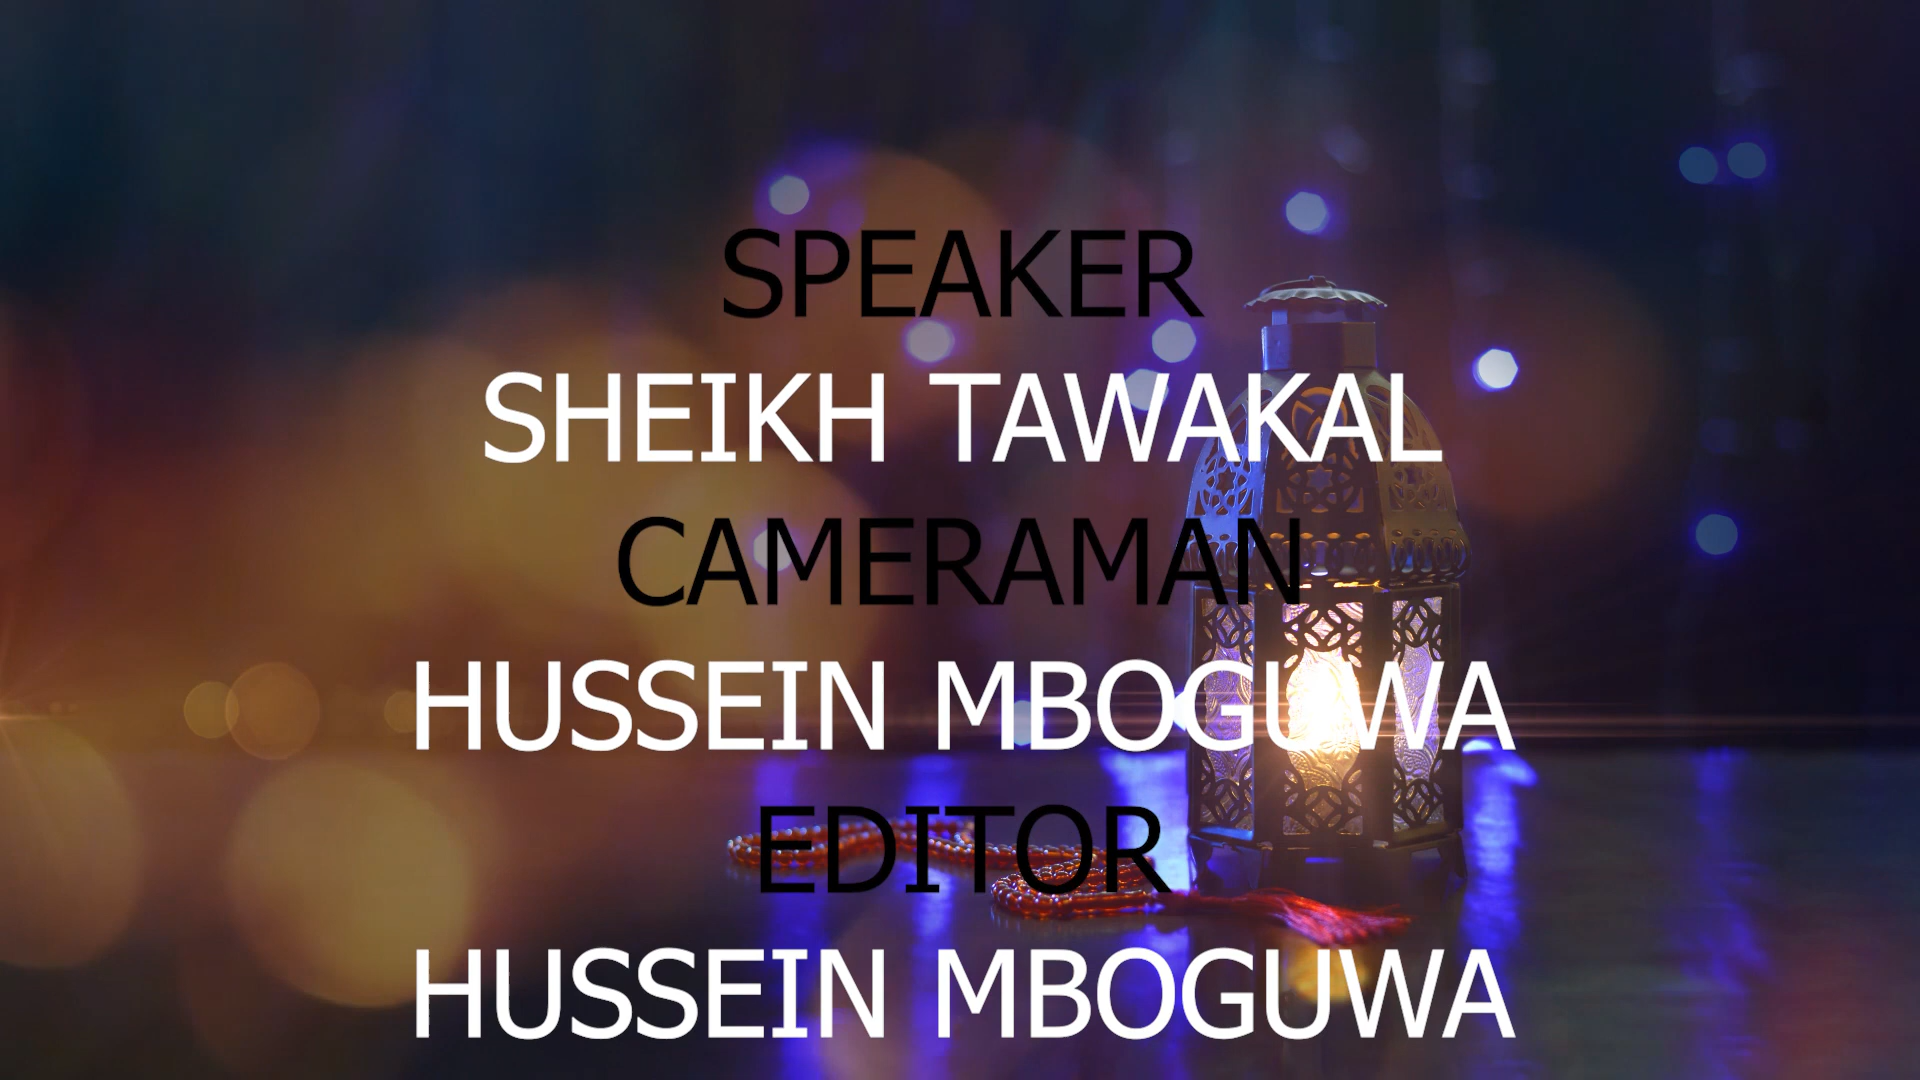 SPEAKER
SHEIKH TAWAKAL
CAMERAMAN
HUSSEIN MBOGUWA
EDITOR
HUSSEIN MBOGUWA